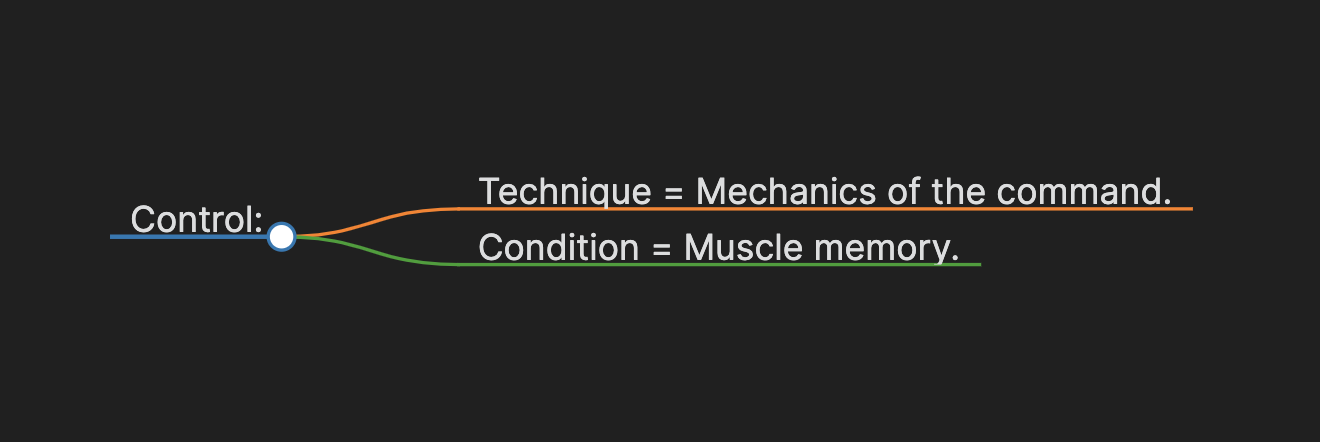 Control:
Technique = Mechanics of the command.
Condition = Muscle memory.